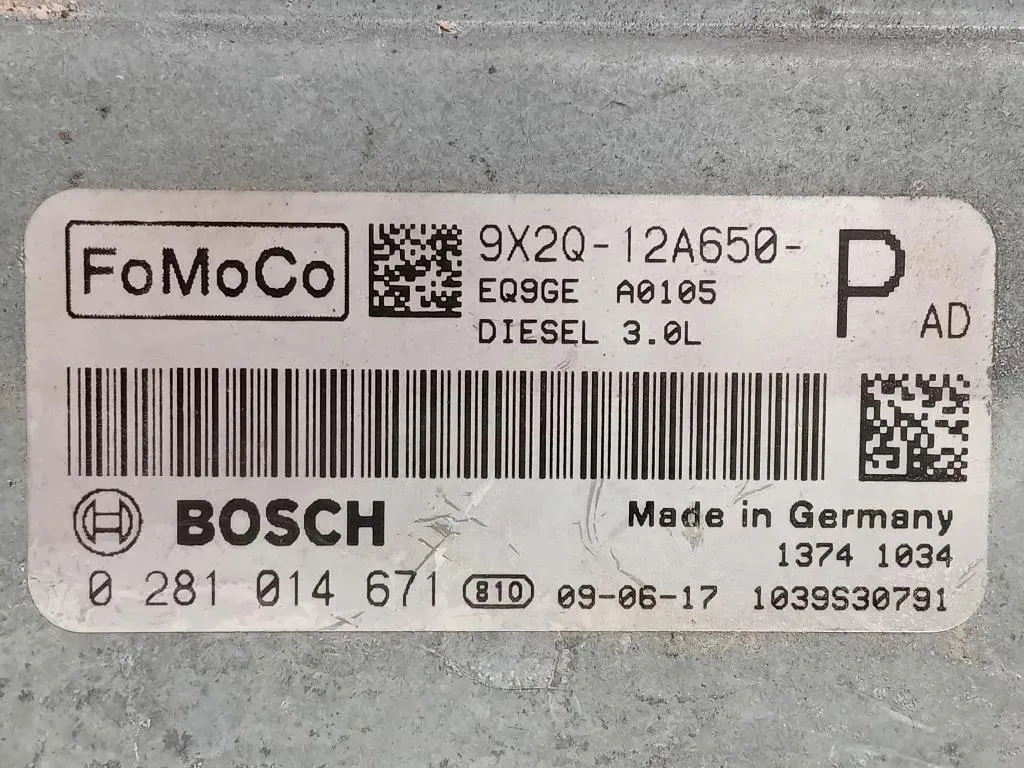 FoMoCo
9X2Q-12A650-
P
AD
EQ9GE A0105
DIESEL 3.0L
BOSCH
Made in Germany
1374 1034
0 281 014 671 810 09-06-17 1039S30791